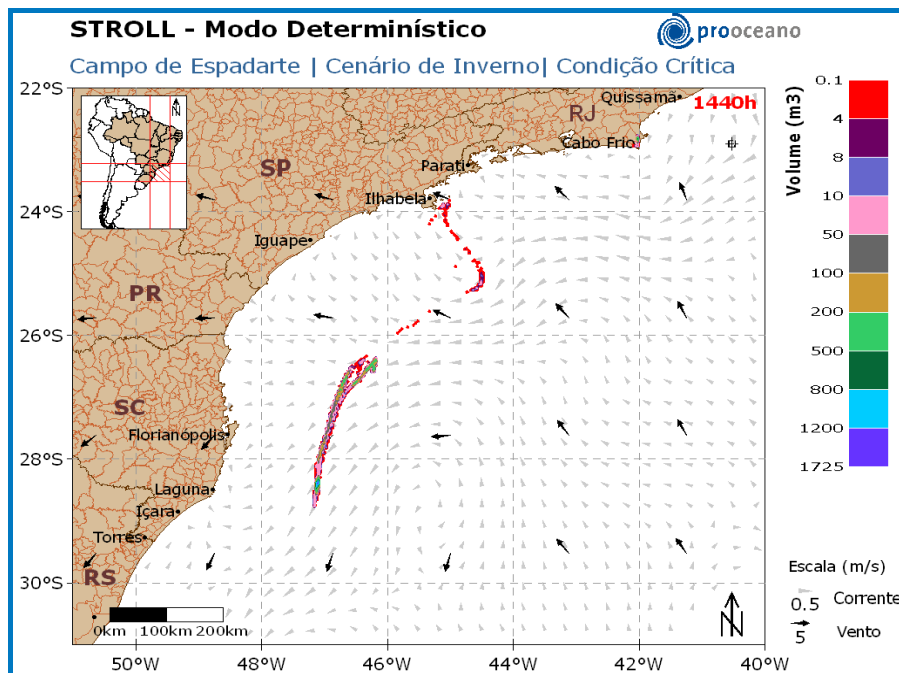 STROLL - Modo Determinístico
prooceano
Campo de Espadarte | Cenário de Inverno| Condição Crítica
22°S
24°S
26°S
28°S
30°S
50°W
48°W
46°W
44°W
42°W
40°W
N
1440h
Quissamã
RJ
Cabo Frio
Parati
SP
Ilhabela
Iguape
PR
SC
Florianópolis
Laguna
Içara
Torres
RS
0km
100km
200km
N
Volume (m3)
0.1
4
8
10
50
100
200
500
800
1200
1725
Escala (m/s)
0.5 Corrente
5 Vento